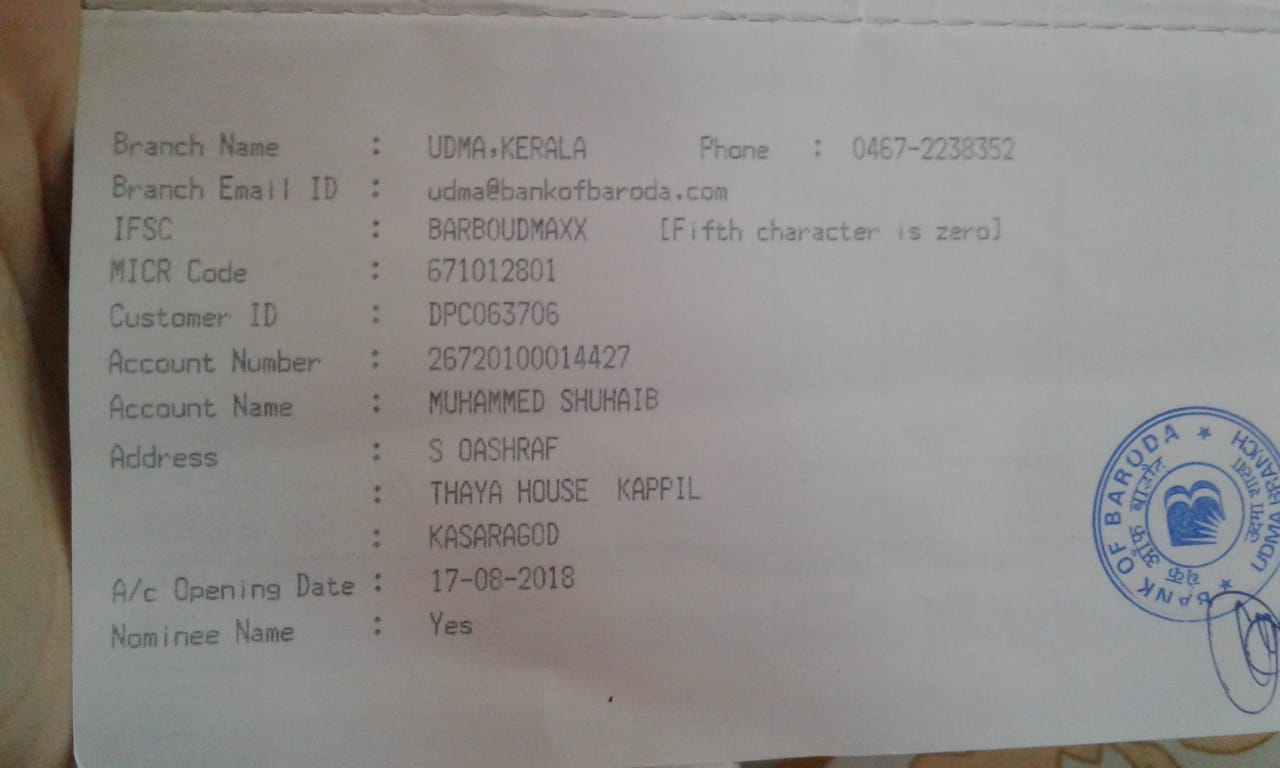 Branch Name : UDMA,KERALA Phone : 0467-2238352
Branch Email ID : udma@bankofbaroda.com
IFSC : BARB0UDMAXX [Fifth character is zero]
MICR Code : 671012801
Customer ID : DPC063706
Account Number : 26720100014427
Account Name : MUHAMMED SHUHAIB
Address : S OASHRAF
: THAYA HOUSE KAPPIL
: KASARAGOD
A/c Opening Date : 17-08-2018
Nominee Name : Yes
BANK OF BARODA ★ UDMA BRANCH ★
बैंक ऑफ़ बड़ौदा